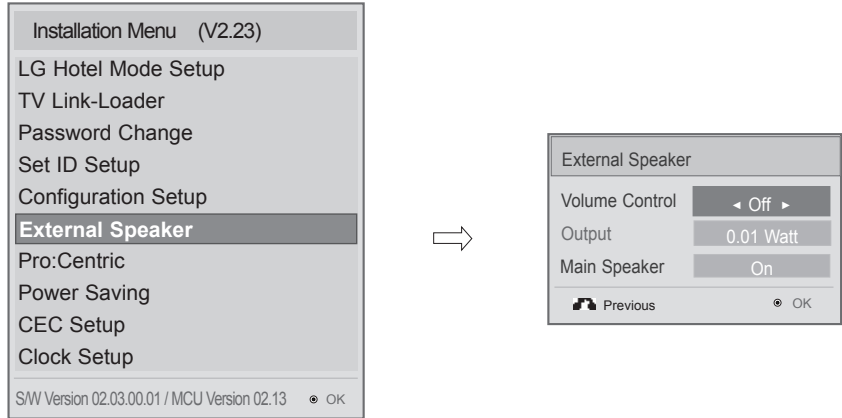 Installation Menu (V2.23)
LG Hotel Mode Setup
TV Link-Loader
Password Change
Set ID Setup
Configuration Setup
External Speaker
Pro:Centric
Power Saving
CEC Setup
Clock Setup
S/W Version 02.03.00.01 / MCU Version 02.13 ◉ OK
External Speaker
Volume Control ◄ Off ►
Output 0.01 Watt
Main Speaker On
Previous ◉ OK